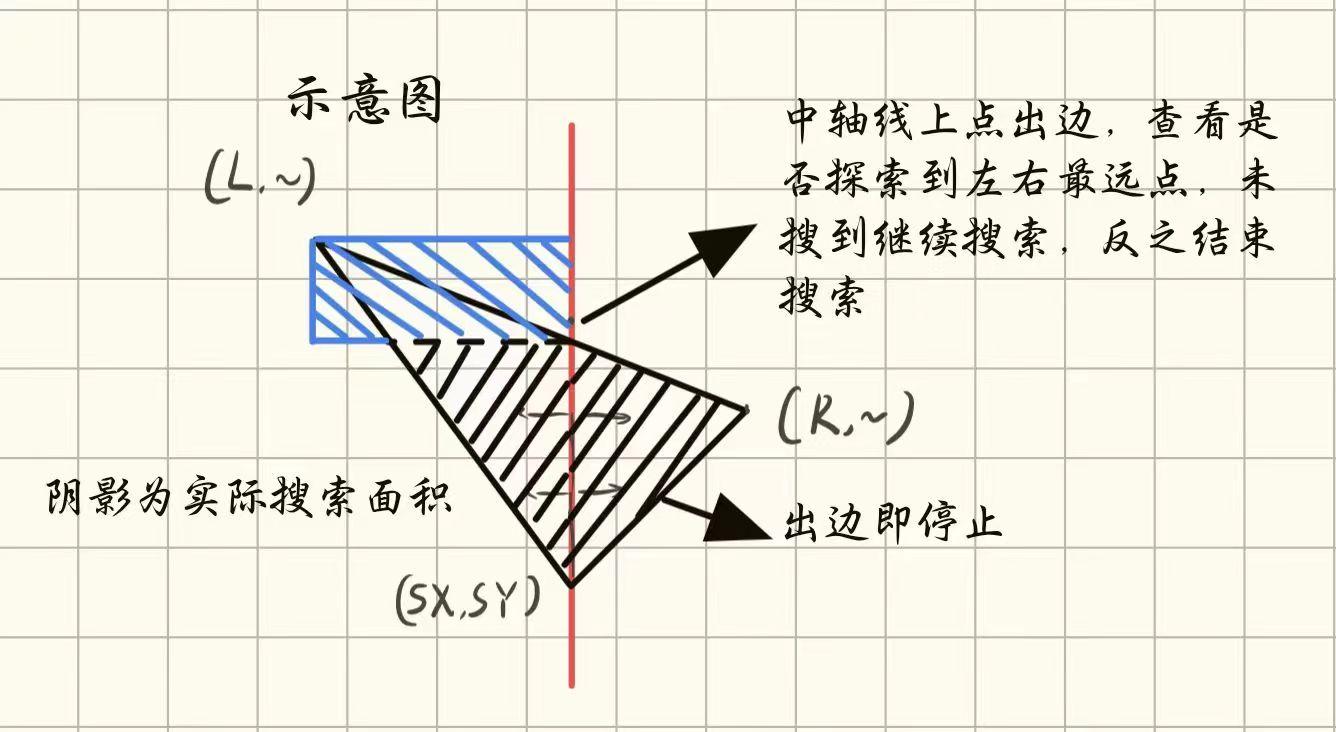 示意图
(L,~)
中轴线上点出边，查看是
否探索到左右最远点，未
搜到继续搜索，反之结束
搜索
(R,~)
阴影为实际搜索面积
出边即停止
(SX,SY)